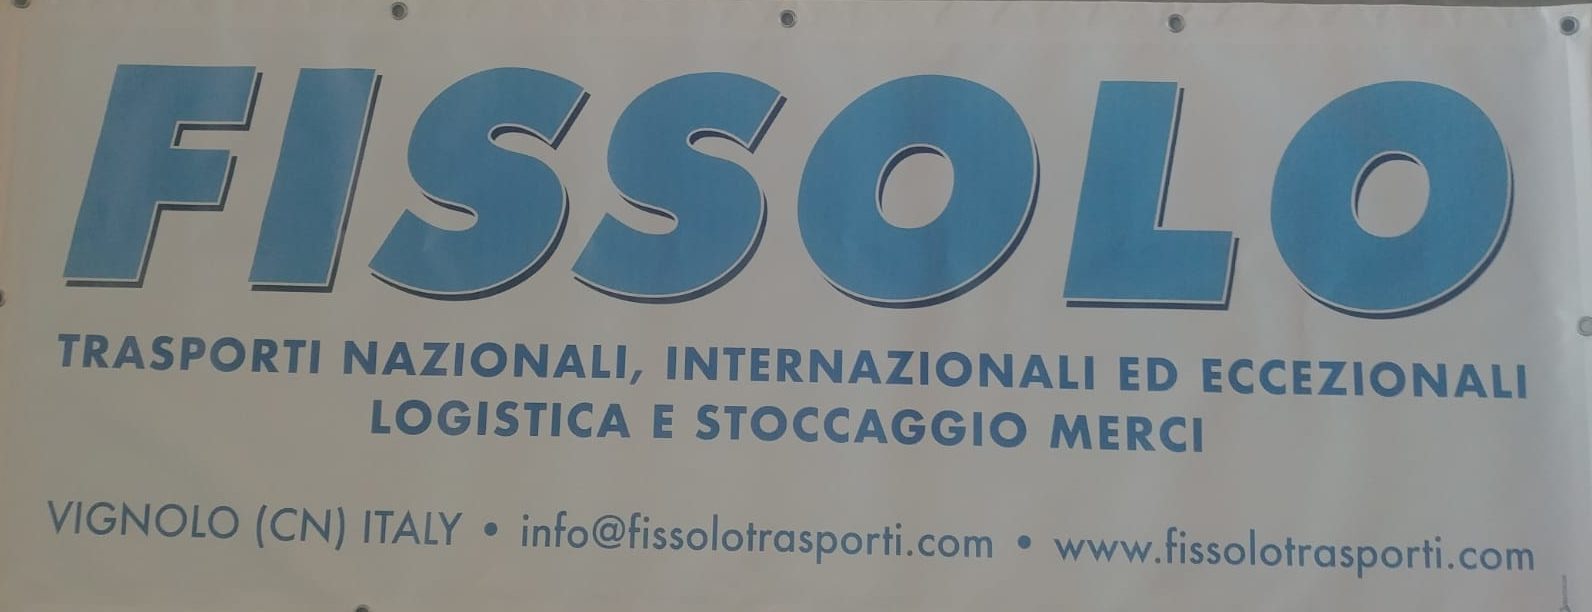 FISSOLO
TRASPORTI NAZIONALI, INTERNAZIONALI ED ECCEZIONALI
LOGISTICA E STOCCAGGIO MERCI
VIGNOLO (CN) ITALY • info@fissolotrasporti.com • www.fissolotrasporti.com